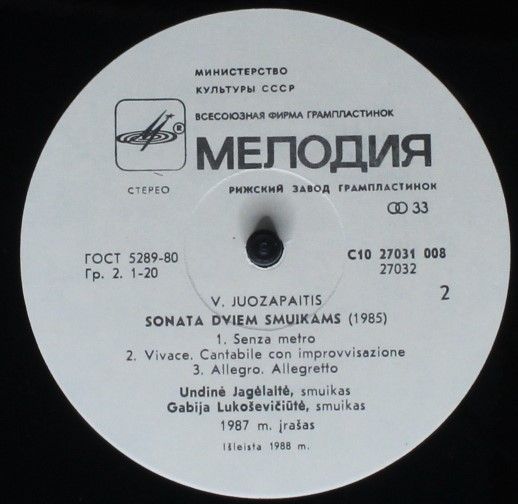 МИНИСТЕРСТВО
КУЛЬТУРЫ СССР
ВСЕСОЮЗНАЯ ФИРМА ГРАМПЛАСТИНОК
®
МЕЛОДИЯ
СТЕРЕО
РИЖСКИЙ ЗАВОД ГРАМПЛАСТИНОК
33
ГОСТ 5289-80
Гр. 2. 1-20
С10 27031 008
27032
2
V. JUOZAPAITIS
SONATA DVIEM SMUIKAMS (1985)
1. Senza metro
2. Vivace. Cantabile con improvvisazione
3. Allegro. Allegretto
Undinė Jagėlaitė, smuikas
Gabija Lukoševičiūtė, smuikas
1987 m. įrašas
Išleista 1988 m.